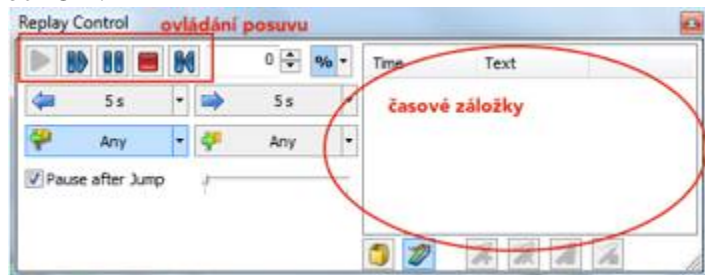 Replay Control ovládání posuvu
0 % Time Text
5 s 5 s
časové záložky
Any Any
Pause after Jump